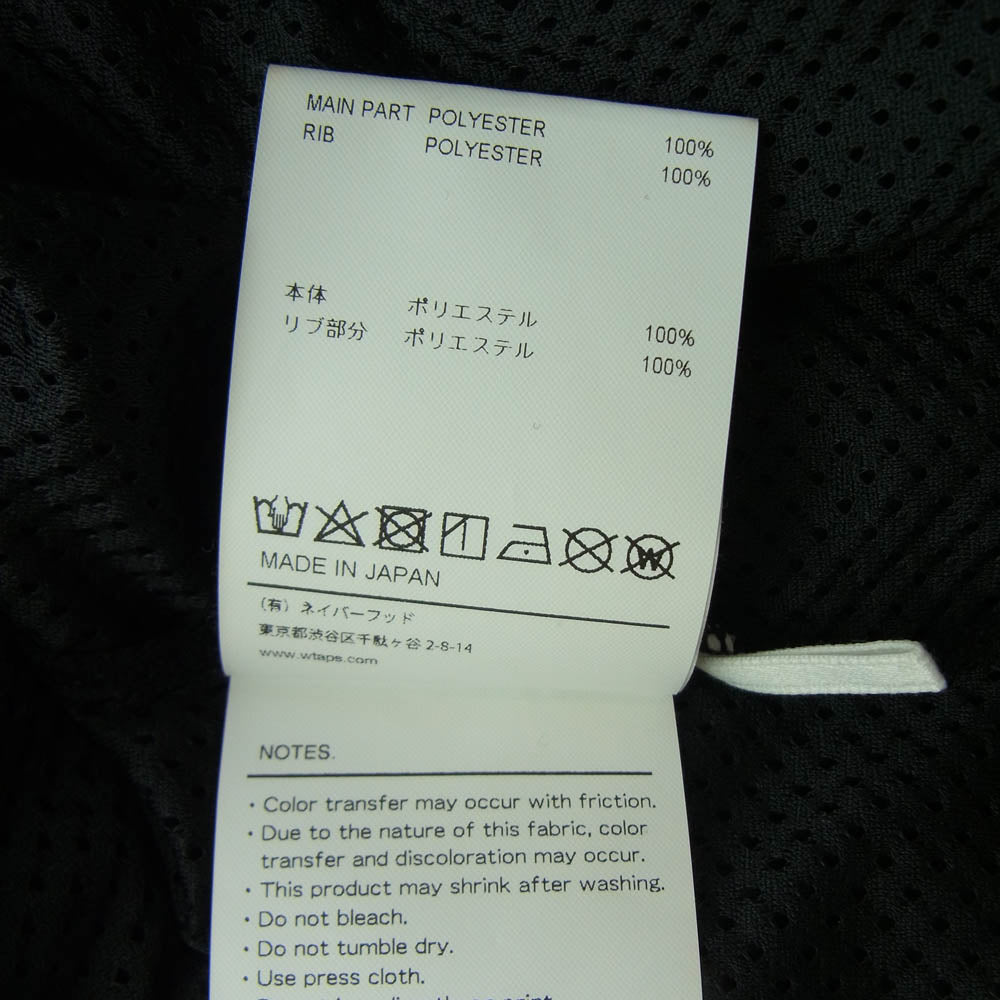 MAIN PART POLYESTER 100%
RIB POLYESTER 100%
本体 ポリエステル 100%
リブ部分 ポリエステル 100%
MADE IN JAPAN
(有) ネイバーフッド
東京都渋谷区千駄ヶ谷 2-8-14
www.wtaps.com
NOTES.
・Color transfer may occur with friction.
・Due to the nature of this fabric, color
transfer and discoloration may occur.
・This product may shrink after washing.
・Do not bleach.
・Do not tumble dry.
・Use press cloth.